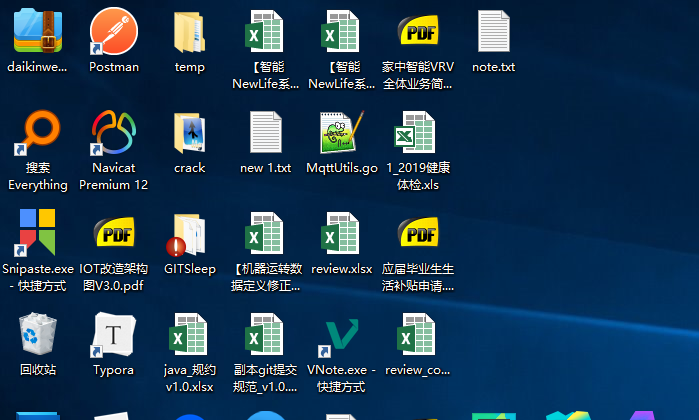 daikinwe...
Postman
temp
【智能
NewLife系...
【智能
NewLife系...
家中智能VRV
全体业务简...
note.txt
搜索
Everything
Navicat
Premium 12
crack
new 1.txt
MqttUtils.go
1_2019健康
体检.xls
Snipaste.exe
- 快捷方式
PDF
IOT改造架构
图V3.0.pdf
GITSleep
【机器运转数
据定义修正...
review.xlsx
PDF
应届毕业生生
活补贴申请....
回收站
T
Typora
java_规约
v1.0.xlsx
副本git提交
规范_v1.0....
VNote.exe -
快捷方式
review_co...